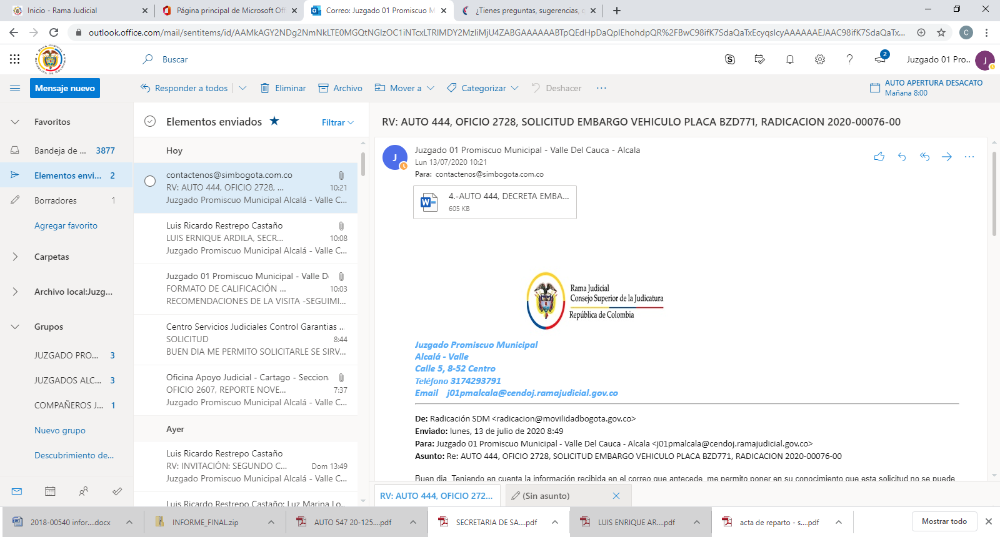 Inicio - Rama Judicial
Página principal de Microsoft Off
Correo: Juzgado 01 Promiscuo M
¿Tienes preguntas, sugerencias, o
outlook.office.com/mail/sentitems/id/AAMkAGY2NDg2NmNkLTE0MGQtNGIzOC1iNTcxLTRlMDY2MzliMjU4ZABGAAAAAABTpQEdHpDaQplEhohdpQR%2FBwC98ifK7SdaQaTxEcyqslcyAAAAAAEJAAC98ifK7SdaQaTx...
C
Buscar
2
Juzgado 01 Pro...
J
Mensaje nuevo
Responder a todos
Eliminar
Archivo
Mover a
Categorizar
Deshacer
...
AUTO APERTURA DESACATO
Mañana 8:00
Favoritos
Bandeja de ... 3877
Elementos envi... 2
Borradores 1
Agregar favorito
Carpetas
Archivo local:Juzg...
Grupos
JUZGADO PRO... 3
JUZGADOS ALC... 3
COMPAÑEROS J... 1
Nuevo grupo
Descubrimiento de...
Elementos enviados
Filtrar
Hoy
contactenos@simbogota.com.co
RV: AUTO 444, OFICIO 2728, ... 10:21
Juzgado Promiscuo Municipal Alcalá - Valle C...
Luis Ricardo Restrepo Castaño
LUIS ERNIQUE ARDILA, SECR... 10:08
Juzgado Promiscuo Municipal Alcalá - Valle C...
Juzgado 01 Promiscuo Municipal - Valle De
FORMATO DE CALIFICACIÓN ... 10:03
RECOMENDACIONES DE LA VISITA -SEGUIMI...
Centro Servicios Judiciales Control Garantias ...
SOLICITUD 8:44
BUEN DIA ME PERMITO SOLICITARLE SE SIRV...
Oficina Apoyo Judicial - Cartago - Secciona
OFICIO 2607, REPORTE NOVE... 7:37
Juzgado Promiscuo Municipal Alcalá - Valle C...
Ayer
Luis Ricardo Restrepo Castaño
RV: INVITACIÓN: SEGUNDO C... Dom 13:49
Juzgado Promiscuo Municipal Alcalá - Valle C...
Luis Ricardo Restrepo Castaño; Luz Marina Lo...
RV: AUTO 444, OFICIO 2728, SOLICITUD EMBARGO VEHICULO PLACA BZD771, RADICACION 2020-00076-00
J
Juzgado 01 Promiscuo Municipal - Valle Del Cauca - Alcala
Lun 13/07/2020 10:21
Para: contactenos@simbogota.com.co
4.-AUTO 444, DECRETA EMBA...
605 KB
Rama Judicial
Consejo Superior de la Judicatura
República de Colombia
Juzgado Promiscuo Municipal
Alcalá - Valle
Calle 5, 8-52 Centro
Teléfono 3174293791
Email j01pmalcala@cendoj.ramajudicial.gov.co
De: Radicación SDM <radicacion@movilidadbogota.gov.co>
Enviado: lunes, 13 de julio de 2020 8:49
Para: Juzgado 01 Promiscuo Municipal - Valle Del Cauca - Alcala <j01pmalcala@cendoj.ramajudicial.gov.co>
Asunto: Re: AUTO 444, OFICIO 2728, SOLICITUD EMBARGO VEHICULO PLACA BZD771, RADICACION 2020-00076-00
Buen dia, Teniendo en cuenta la información recibida en el correo que antecede, me permito poner en su conocimiento que esta solicitud no se puede
RV: AUTO 444, OFICIO 272...
(Sin asunto)
2018-00540 infor....docx
INFORME_FINAL.zip
AUTO 547 20-125....pdf
SECRETARIA DE SA....pdf
LUIS ENRIQUE AR....pdf
acta de reparto - s....pdf
Mostrar todo